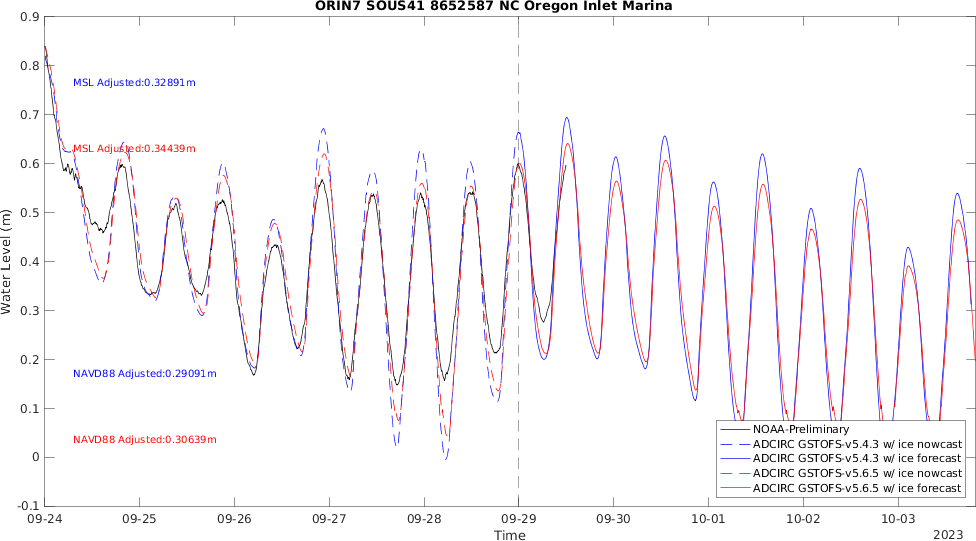 ORIN7 SOUS41 8652587 NC Oregon Inlet Marina
0.9
0.8
0.7
0.6
0.5
0.4
0.3
0.2
0.1
0
-0.1
Water Level (m)
MSL Adjusted:0.32891m
MSL Adjusted:0.34439m
NAVD88 Adjusted:0.29091m
NAVD88 Adjusted:0.30639m
NOAA-Preliminary
ADCIRC GSTOFS-v5.4.3 w/ ice nowcast
ADCIRC GSTOFS-v5.4.3 w/ ice forecast
ADCIRC GSTOFS-v5.6.5 w/ ice nowcast
ADCIRC GSTOFS-v5.6.5 w/ ice forecast
09-24 09-25 09-26 09-27 09-28 09-29 09-30 10-01 10-02 10-03
Time
2023